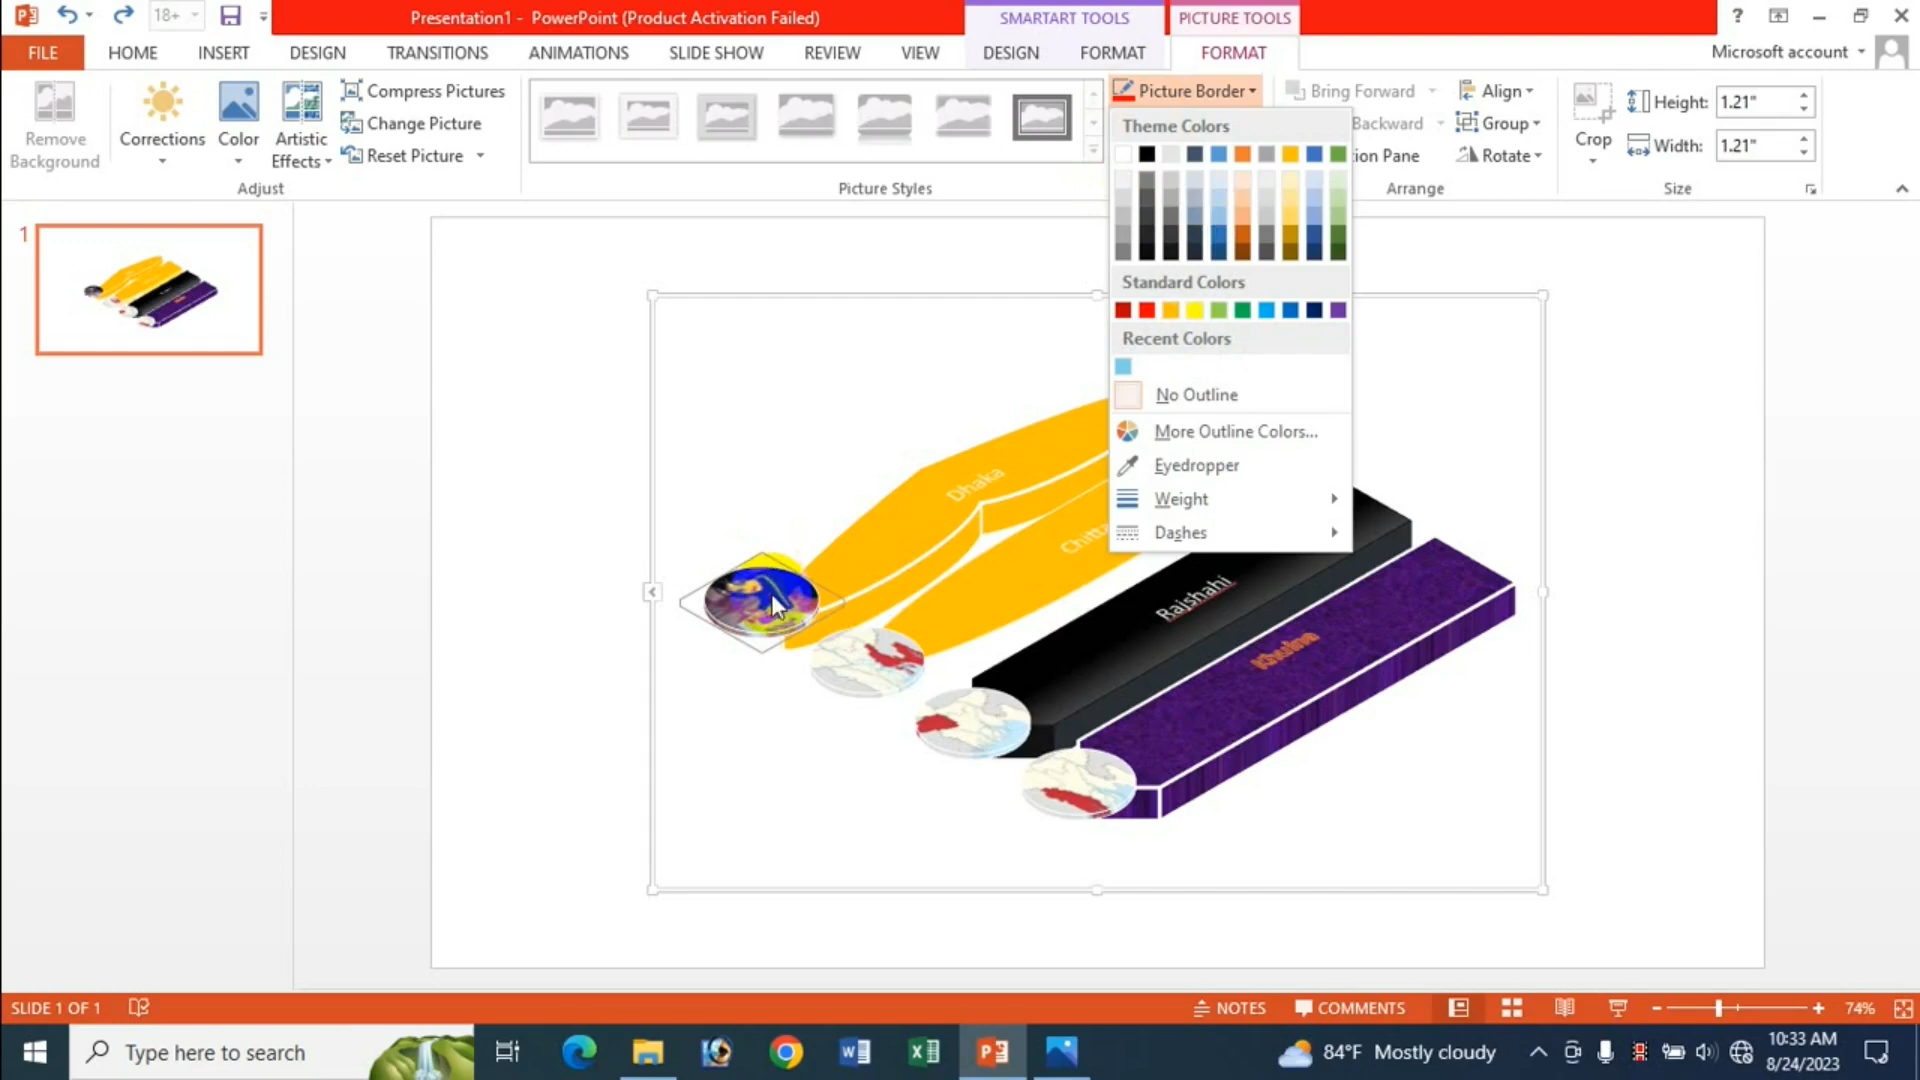 18+
Presentation1 - PowerPoint (Product Activation Failed)
SMARTART TOOLS
PICTURE TOOLS
?
FILE
HOME
INSERT
DESIGN
TRANSITIONS
ANIMATIONS
SLIDE SHOW
REVIEW
VIEW
DESIGN
FORMAT
FORMAT
Microsoft account
Remove
Background
Corrections
Color
Artistic
Effects
Compress Pictures
Change Picture
Reset Picture
Adjust
Picture Styles
Picture Border
Bring Forward
Backward
ion Pane
Align
Group
Rotate
Arrange
Crop
Height:
1.21"
Width:
1.21"
Size
Theme Colors
Standard Colors
Recent Colors
No Outline
More Outline Colors...
Eyedropper
Weight
Dashes
1
Dhaka
Chitta
Rajshahi
Khulna
SLIDE 1 OF 1
NOTES
COMMENTS
74%
Type here to search
84°F Mostly cloudy
10:33 AM
8/24/2023